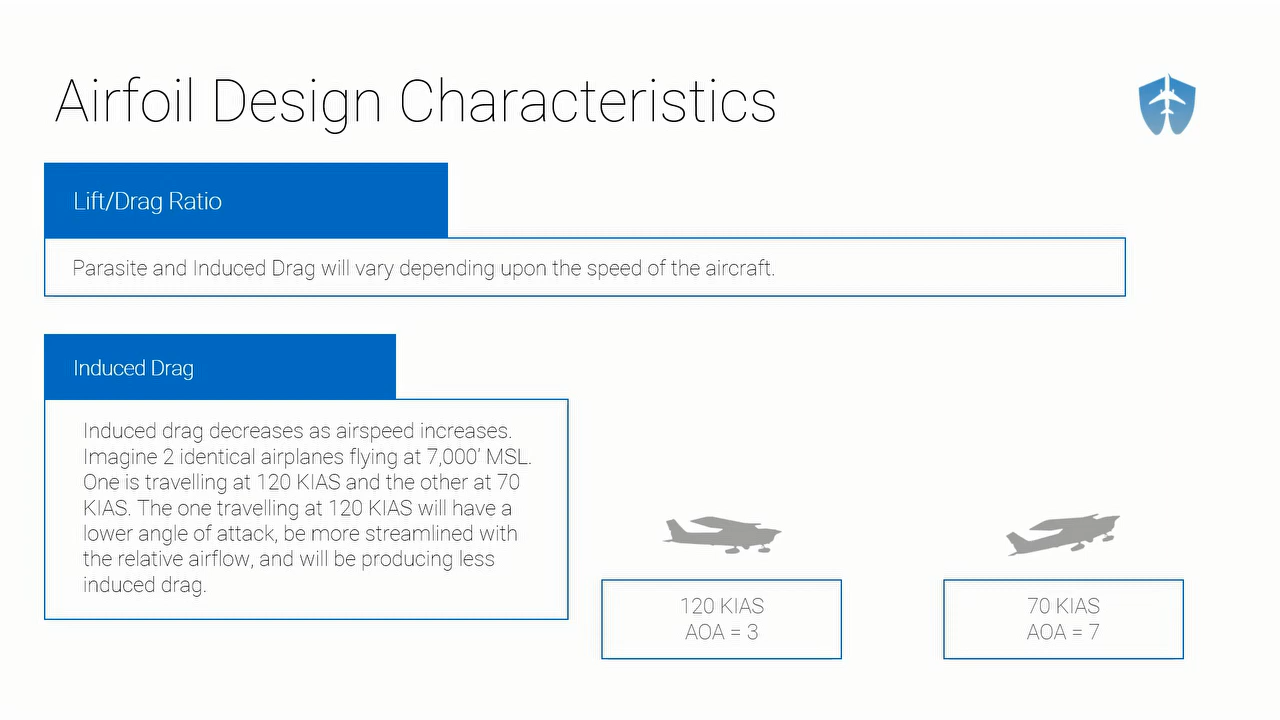 Airfoil Design Characteristics
Lift/Drag Ratio
Parasite and Induced Drag will vary depending upon the speed of the aircraft.
Induced Drag
Induced drag decreases as airspeed increases.
Imagine 2 identical airplanes flying at 7,000' MSL.
One is travelling at 120 KIAS and the other at 70
KIAS. The one travelling at 120 KIAS will have a
lower angle of attack, be more streamlined with
the relative airflow, and will be producing less
induced drag.
120 KIAS
AOA = 3
70 KIAS
AOA = 7